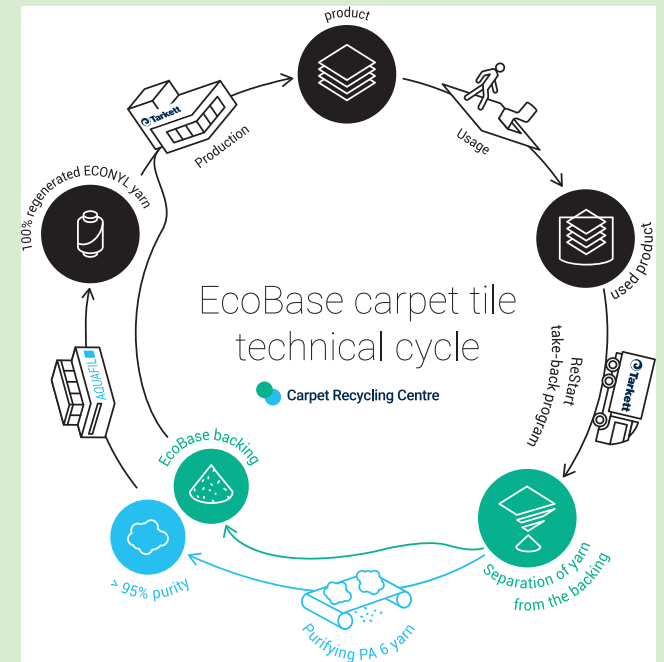 product
Tarkett
Production
Usage
100% regenerated ECONYL yarn
used product
EcoBase carpet tile
technical cycle
Carpet Recycling Centre
ReStart
take-back program
Tarkett
AQUAFIL
EcoBase backing
> 95% purity
Purifying PA 6 yarn
Separation of yarn
from the backing